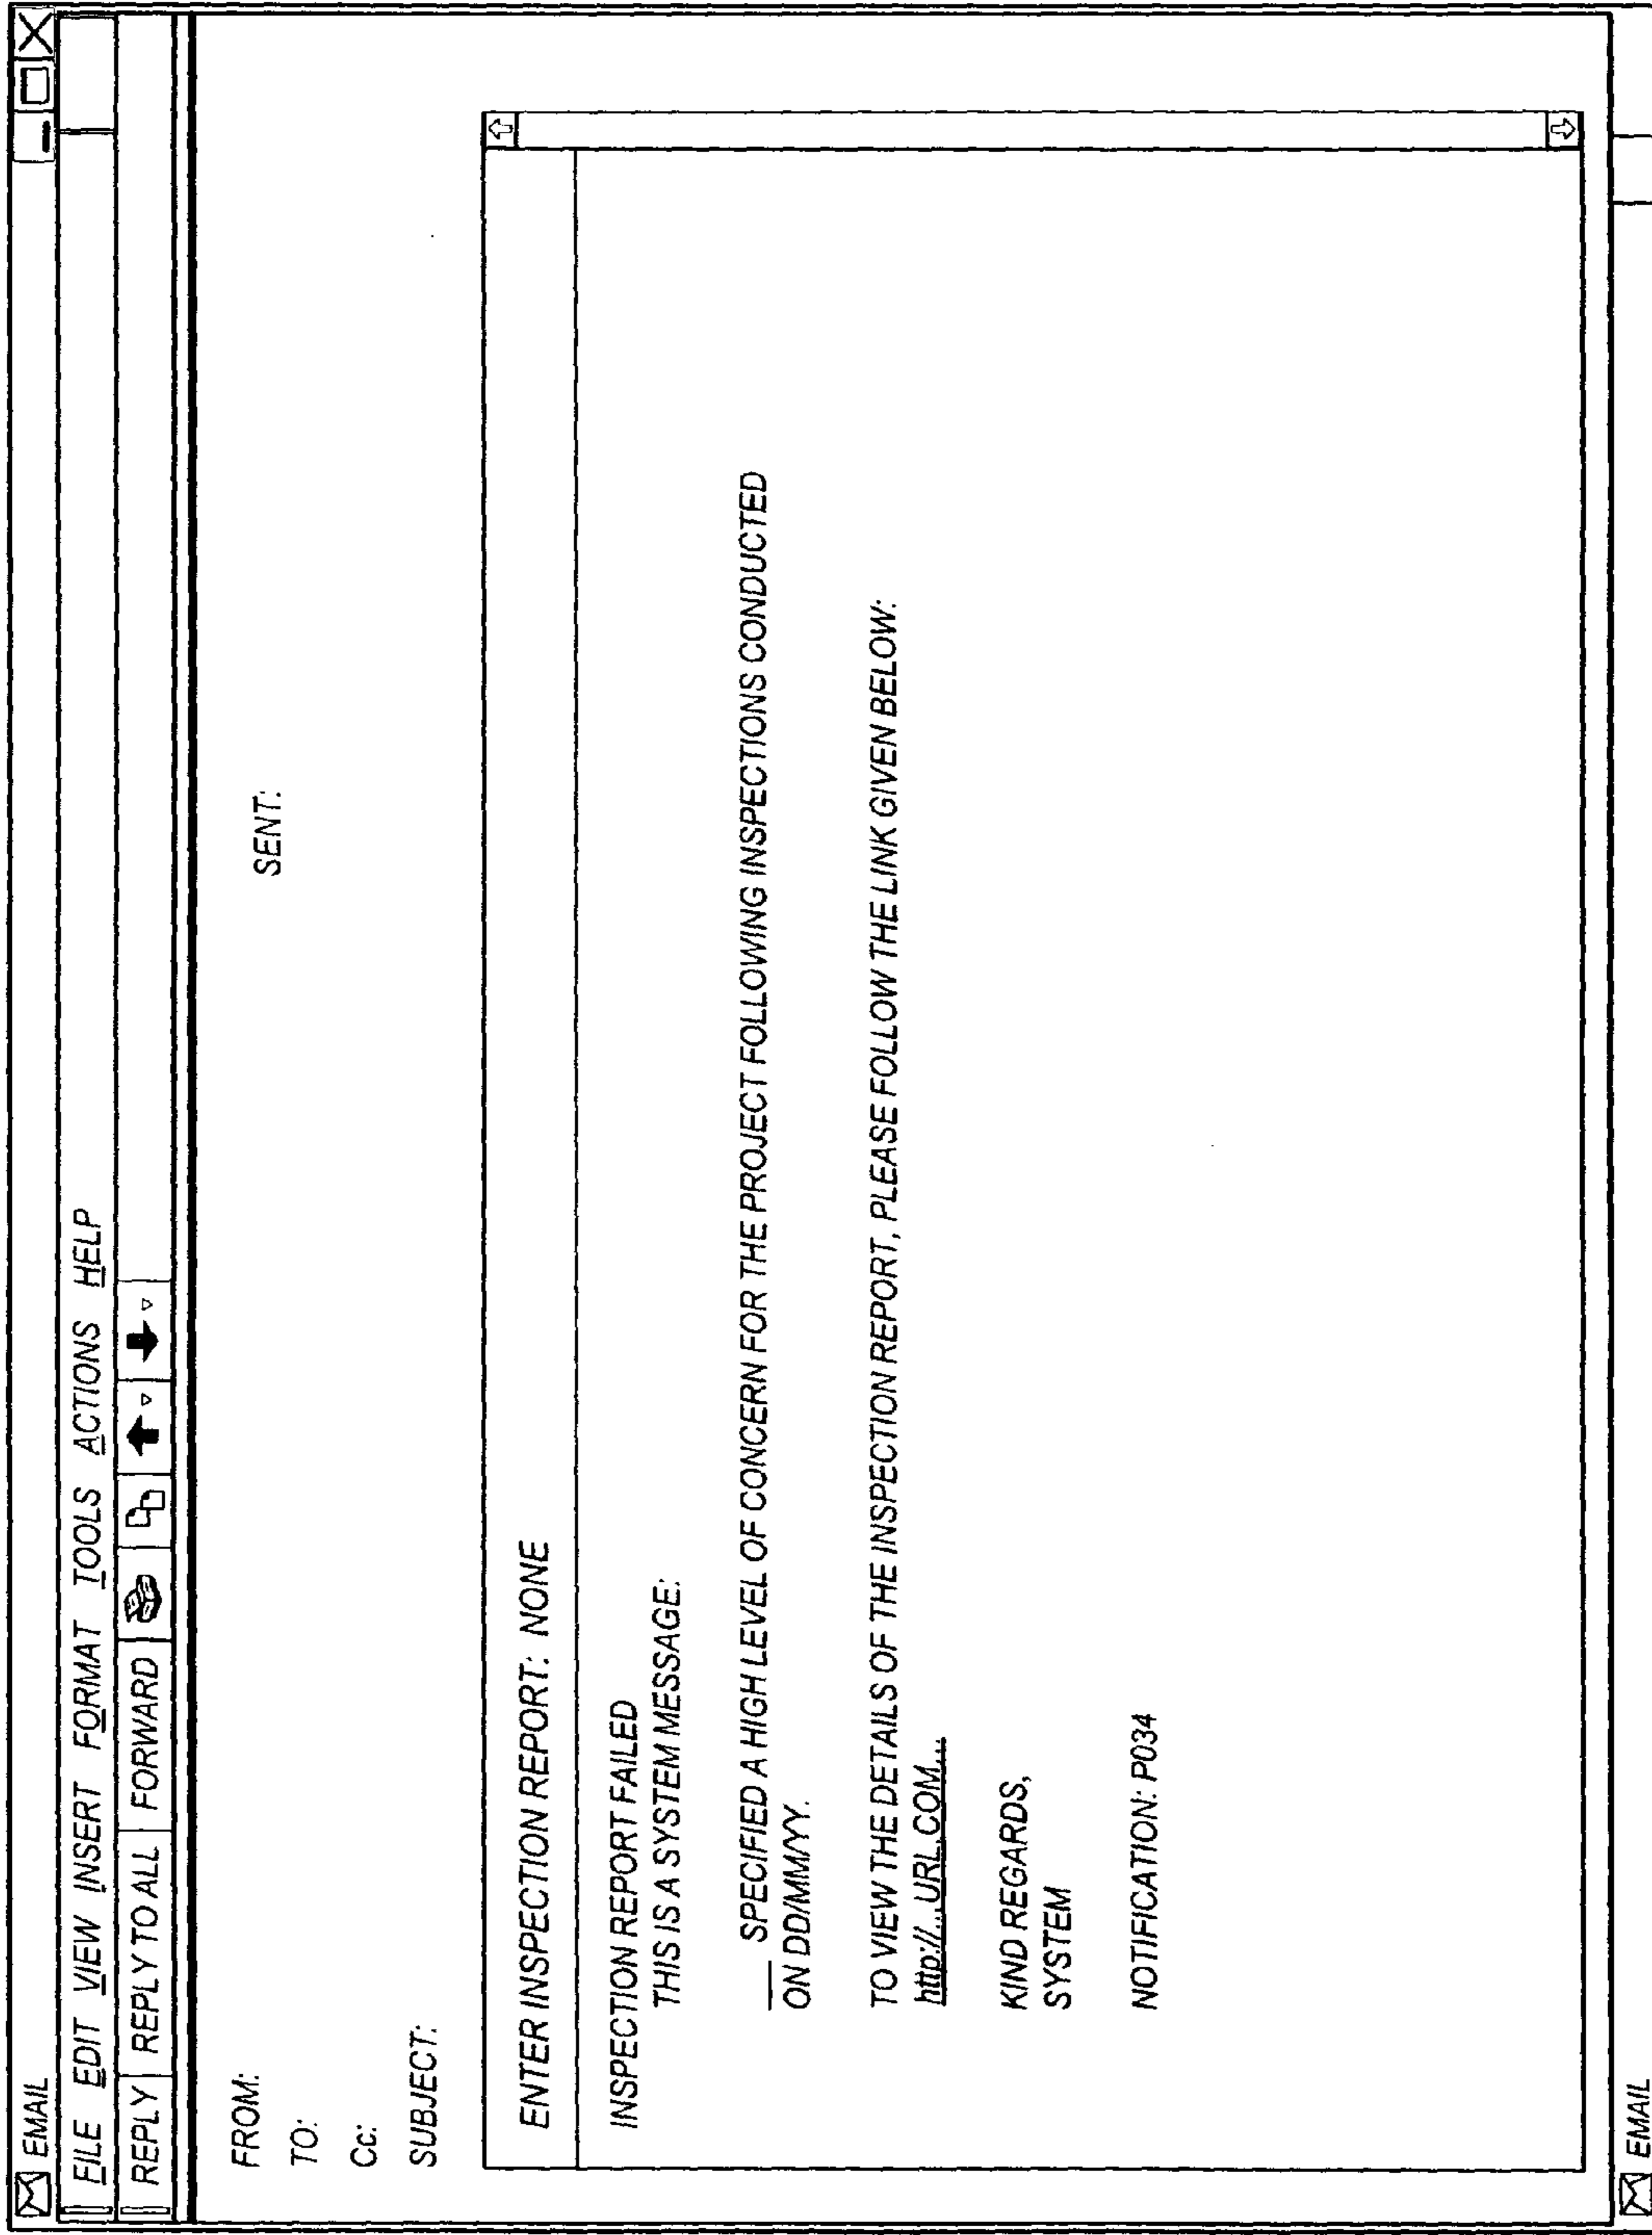 EMAIL
FILE EDIT VIEW INSERT FORMAT TOOLS ACTIONS HELP
REPLY REPLY TO ALL FORWARD
FROM:
SENT:
TO:
Cc:
SUBJECT:
ENTER INSPECTION REPORT: NONE
INSPECTION REPORT FAILED
THIS IS A SYSTEM MESSAGE:
___ SPECIFIED A HIGH LEVEL OF CONCERN FOR THE PROJECT FOLLOWING INSPECTIONS CONDUCTED
ON DD/MM/YY.
TO VIEW THE DETAILS OF THE INSPECTION REPORT, PLEASE FOLLOW THE LINK GIVEN BELOW:
http://...URL.COM...
KIND REGARDS,
SYSTEM
NOTIFICATION: P034
EMAIL